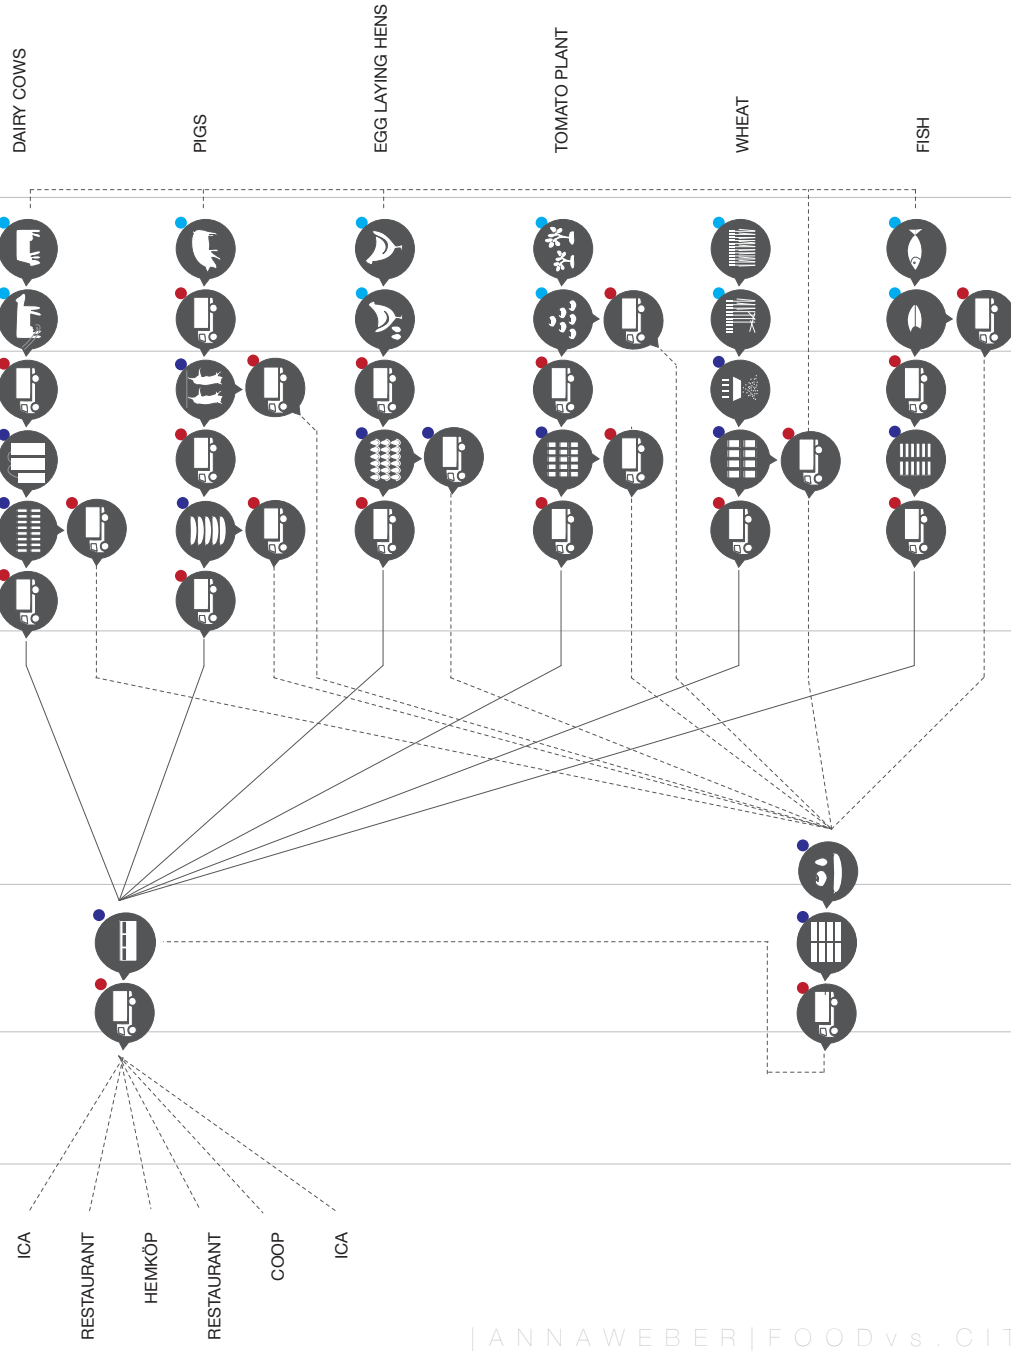 DAIRY COWS
PIGS
EGG LAYING HENS
TOMATO PLANT
WHEAT
FISH
ICA
RESTAURANT
HEMKÖP
RESTAURANT
COOP
ICA
| A N N A W E B E R | F O O D v s . C I T